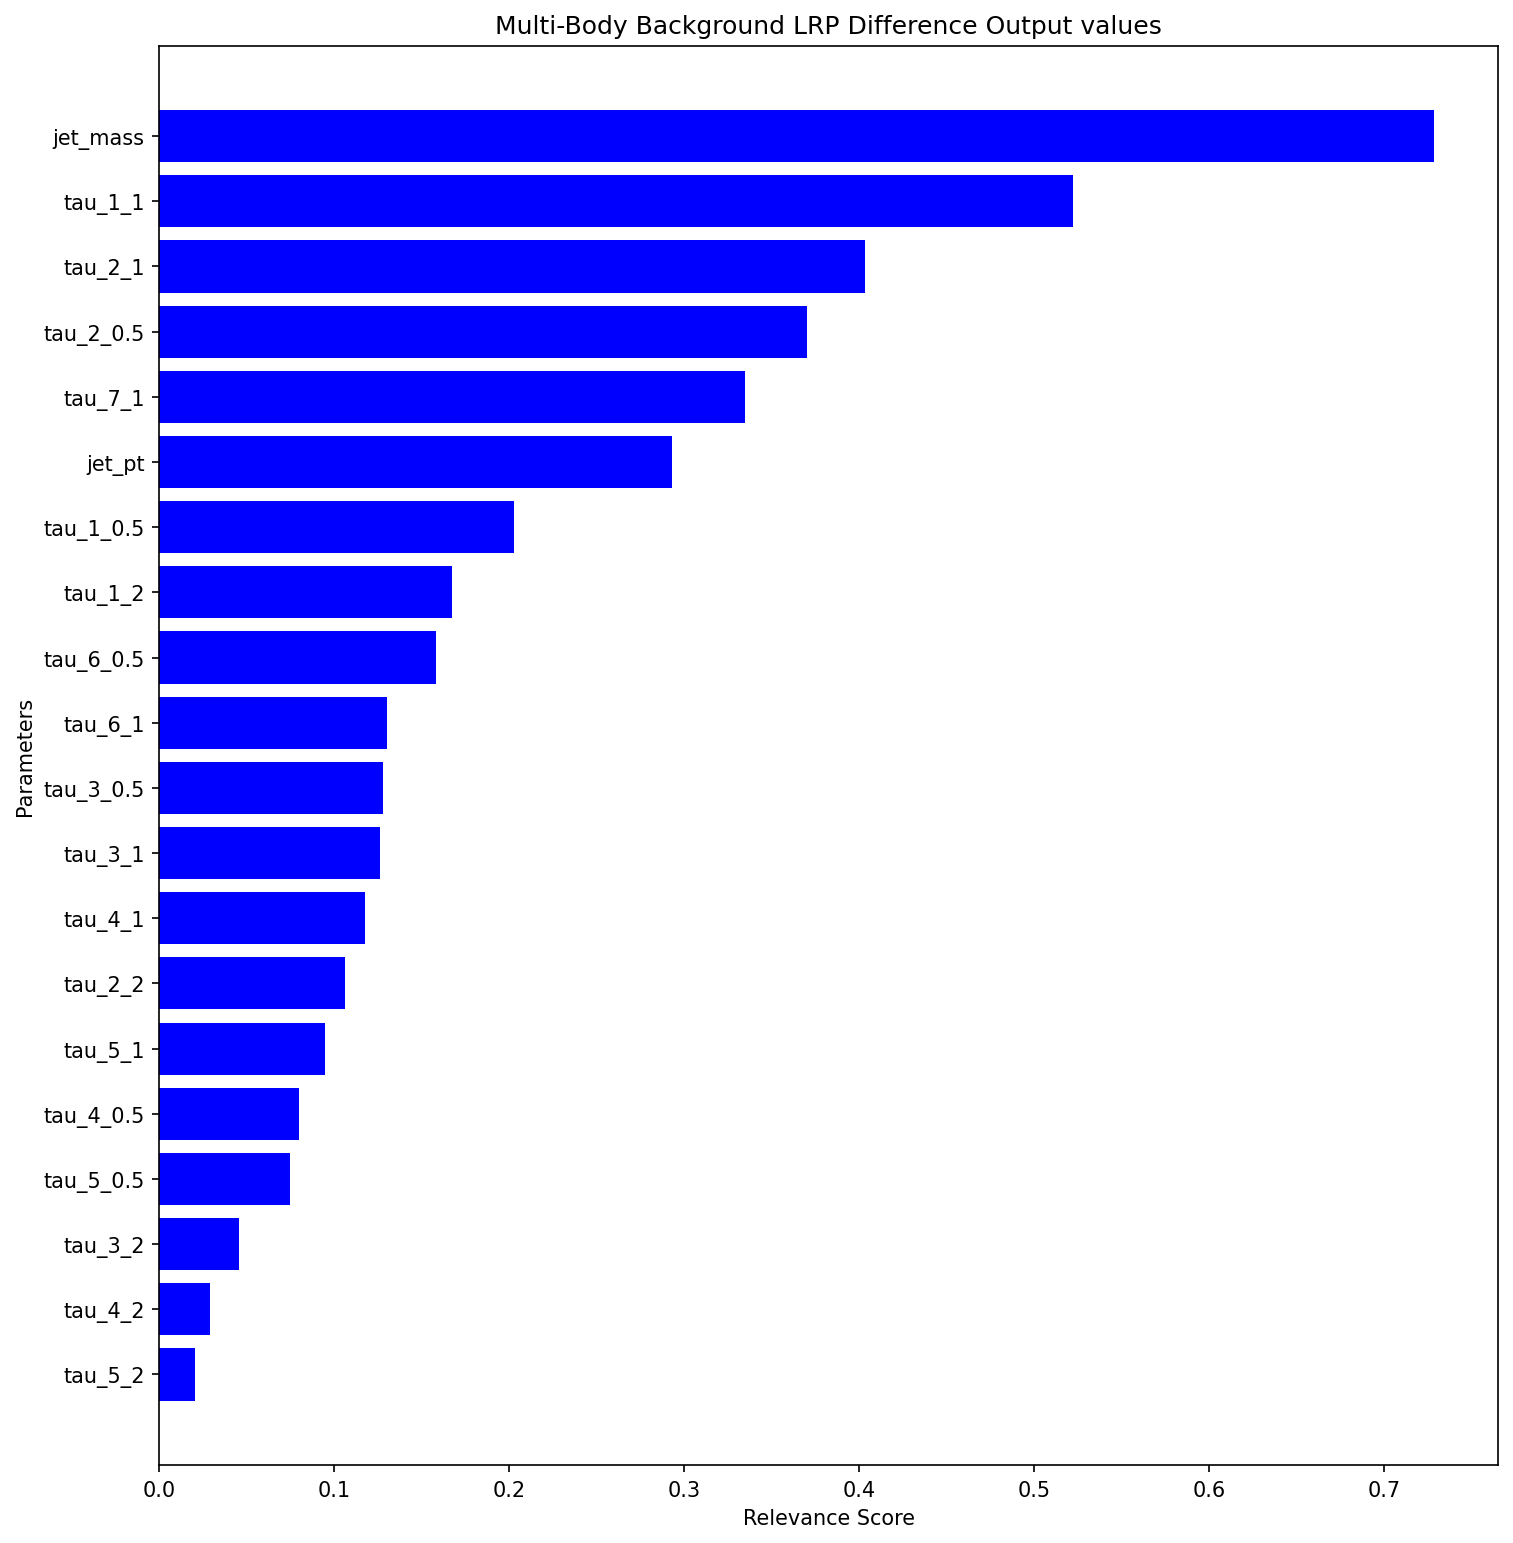 Multi-Body Background LRP Difference Output values
jet_mass
tau_1_1
tau_2_1
tau_2_0.5
tau_7_1
jet_pt
tau_1_0.5
tau_1_2
tau_6_0.5
tau_6_1
tau_3_0.5
tau_3_1
tau_4_1
tau_2_2
tau_5_1
tau_4_0.5
tau_5_0.5
tau_3_2
tau_4_2
tau_5_2
Parameters
0.0 0.1 0.2 0.3 0.4 0.5 0.6 0.7
Relevance Score